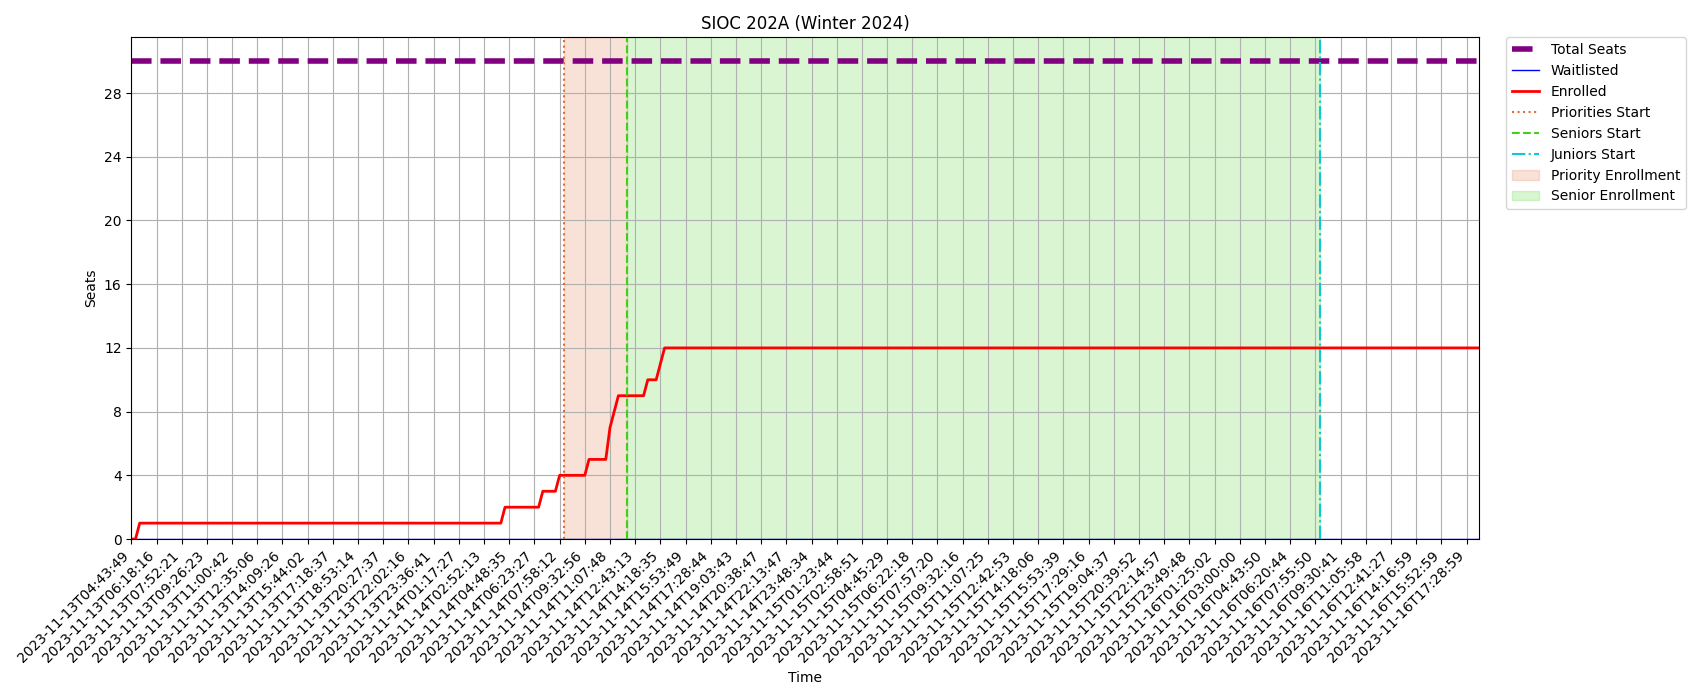 SIOC 202A (Winter 2024)
Total Seats
Waitlisted
Enrolled
Priorities Start
Seniors Start
Juniors Start
Priority Enrollment
Senior Enrollment
Seats
28
24
20
16
12
8
4
0
2023-11-13T04:43:49
2023-11-13T06:18:16
2023-11-13T07:52:21
2023-11-13T09:26:23
2023-11-13T11:00:42
2023-11-13T12:35:06
2023-11-13T14:09:26
2023-11-13T15:44:02
2023-11-13T17:18:37
2023-11-13T18:53:14
2023-11-13T20:27:37
2023-11-13T22:02:16
2023-11-13T23:36:41
2023-11-14T01:17:27
2023-11-14T02:52:13
2023-11-14T04:48:35
2023-11-14T06:23:27
2023-11-14T07:58:12
2023-11-14T09:32:56
2023-11-14T11:07:48
2023-11-14T12:43:13
2023-11-14T14:18:35
2023-11-14T15:53:49
2023-11-14T17:28:44
2023-11-14T19:03:43
2023-11-14T20:38:47
2023-11-14T22:13:47
2023-11-14T23:48:34
2023-11-15T01:23:44
2023-11-15T02:58:51
2023-11-15T04:45:29
2023-11-15T06:22:18
2023-11-15T07:57:20
2023-11-15T09:32:16
2023-11-15T11:07:25
2023-11-15T12:42:53
2023-11-15T14:18:06
2023-11-15T15:53:39
2023-11-15T17:29:16
2023-11-15T19:04:37
2023-11-15T20:39:52
2023-11-15T22:14:57
2023-11-15T23:49:48
2023-11-16T01:25:02
2023-11-16T03:00:00
2023-11-16T04:43:50
2023-11-16T06:20:44
2023-11-16T07:55:50
2023-11-16T09:30:41
2023-11-16T11:05:58
2023-11-16T12:41:27
2023-11-16T14:16:59
2023-11-16T15:52:59
2023-11-16T17:28:59
Time